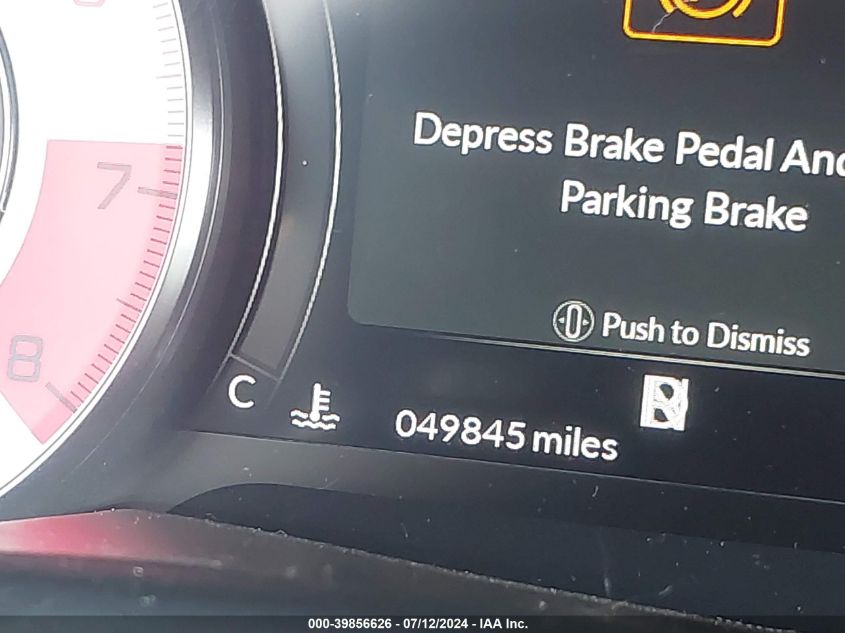 7
8
Depress Brake Pedal And
Parking Brake
Push to Dismiss
C
049845 miles
000-39856626 - 07/12/2024 - IAA Inc.